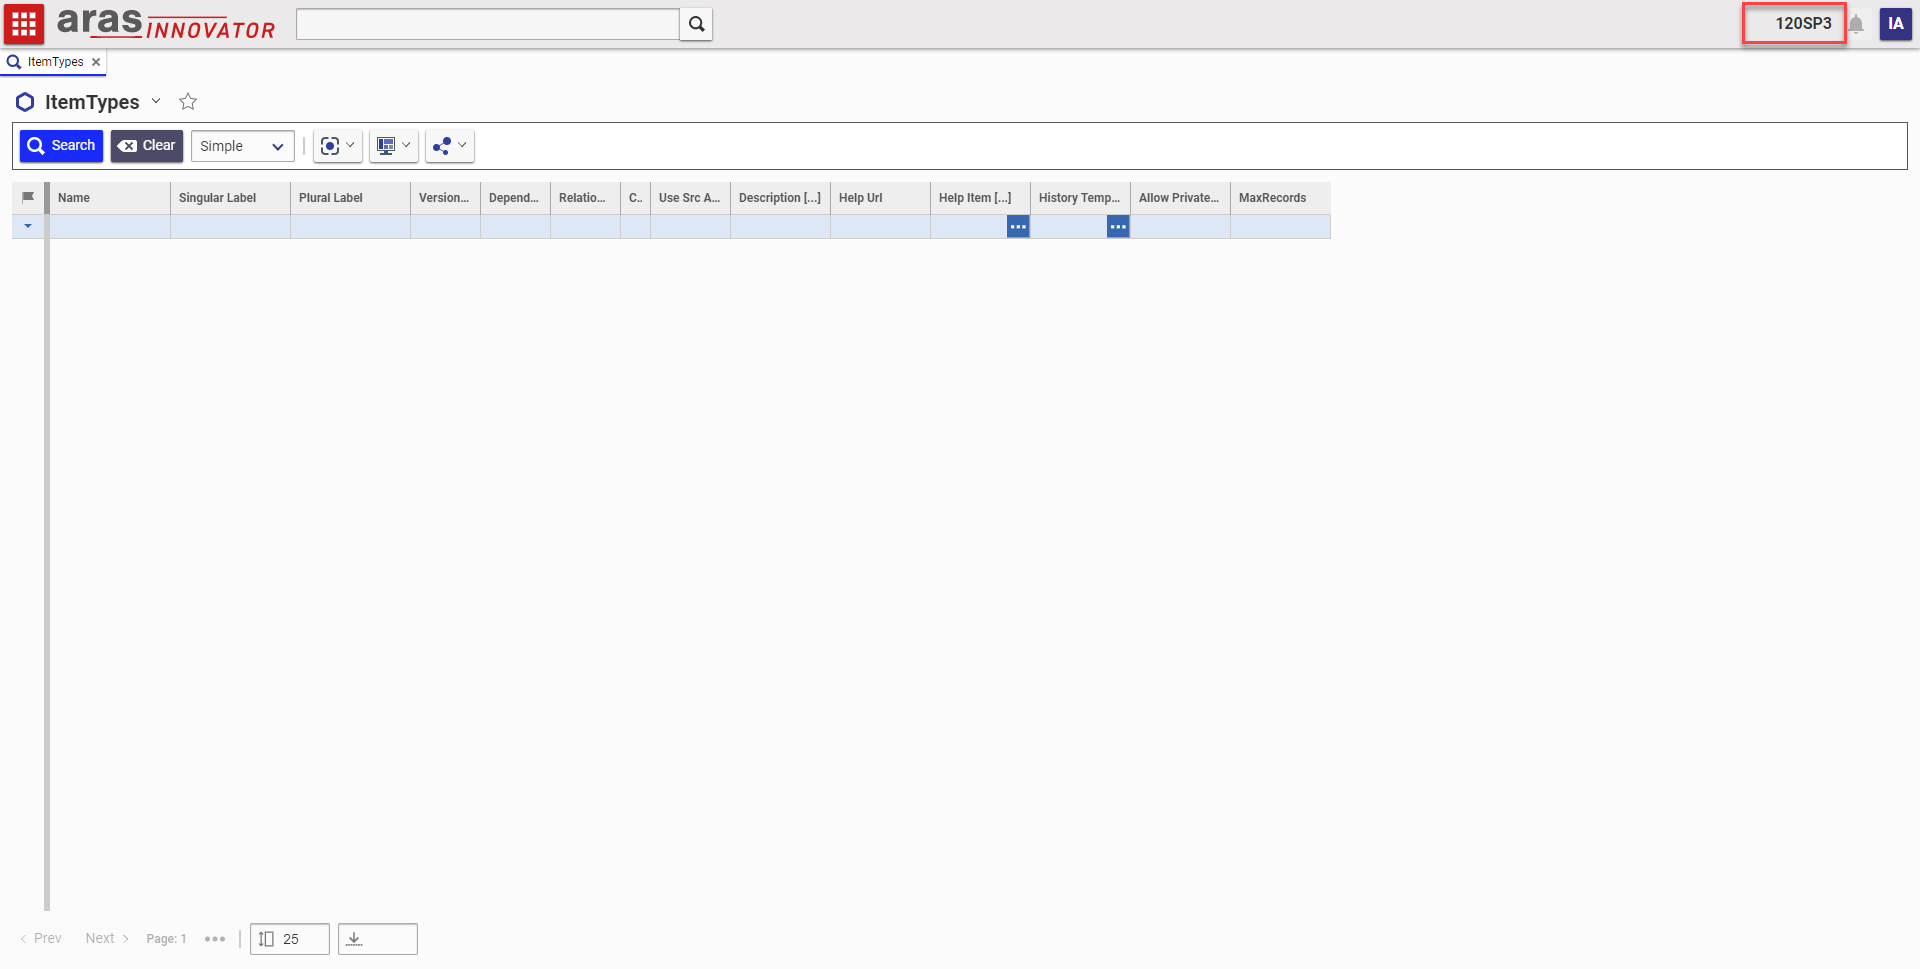 aras INNOVATOR
120SP3
IA
ItemTypes
ItemTypes
Search Clear Simple
Name Singular Label Plural Label Version... Depend... Relatio... C.. Use Src A... Description [...] Help Url Help Item [...] History Temp... Allow Private... MaxRecords
Prev Next Page: 1 25